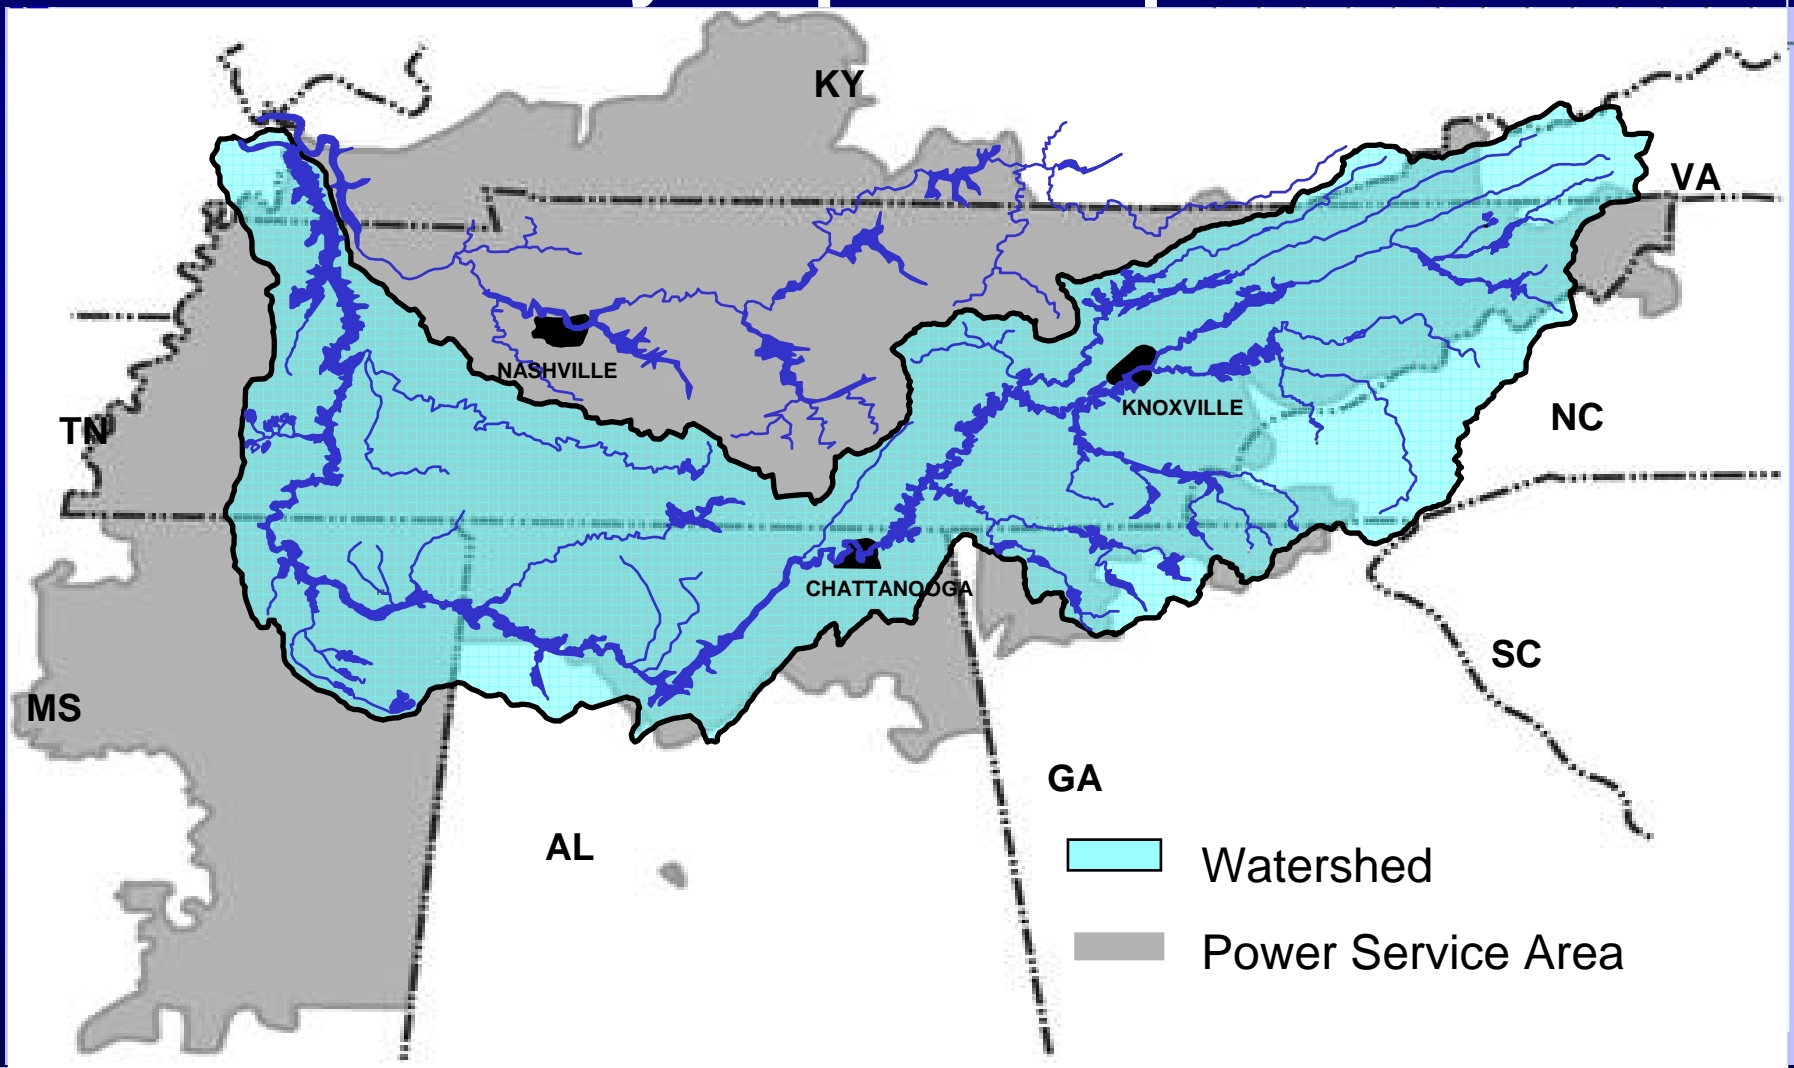 KY
VA
NASHVILLE
KNOXVILLE
TN
NC
CHATTANOOGA
SC
MS
GA
AL
Watershed
Power Service Area